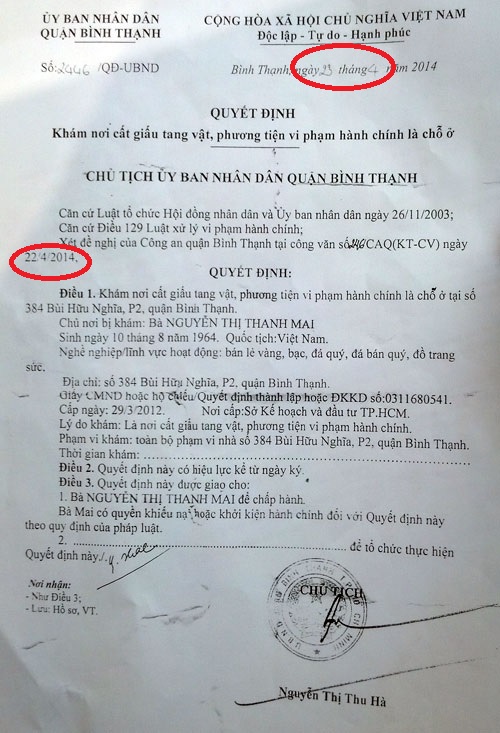 ỦY BAN NHÂN DÂN
QUẬN BÌNH THẠNH
CỘNG HÒA XÃ HỘI CHỦ NGHĨA VIỆT NAM
Độc lập - Tự do - Hạnh phúc
Số: 2446 /QĐ-UBND
Bình Thạnh, ngày 23 tháng 4 năm 2014
QUYẾT ĐỊNH
Khám nơi cất giấu tang vật, phương tiện vi phạm hành chính là chỗ ở
CHỦ TỊCH ỦY BAN NHÂN DÂN QUẬN BÌNH THẠNH
Căn cứ Luật tổ chức Hội đồng nhân dân và Ủy ban nhân dân ngày 26/11/2003;
Căn cứ Điều 129 Luật xử lý vi phạm hành chính;
Xét đề nghị của Công an quận Bình Thạnh tại công văn số CAQ(KT-CV) ngày
22/4/2014,
QUYẾT ĐỊNH:
Điều 1. Khám nơi cất giấu tang vật, phương tiện vi phạm hành chính là chỗ ở tại số
384 Bùi Hữu Nghĩa, P2, quận Bình Thạnh.
Chủ nơi bị khám: Bà NGUYỄN THỊ THANH MAI
Sinh ngày 10 tháng 8 năm 1964. Quốc tịch:Việt Nam.
Nghề nghiệp/lĩnh vực hoạt động: bán lẻ vàng, bạc, đá quý, đá bán quý, đồ trang
sức.
Địa chỉ: số 384 Bùi Hữu Nghĩa, P2, quận Bình Thạnh.
Giấy CMND hoặc hộ chiếu/Quyết định thành lập hoặc ĐKKD số:0311680541.
Cấp ngày: 29/3/2012. Nơi cấp:Sở Kế hoạch và đầu tư TP.HCM.
Lý do khám: Là nơi cất giấu tang vật, phương tiện vi phạm hành chính.
Phạm vi khám: toàn bộ phạm vi nhà số 384 Bùi Hữu Nghĩa, P2, quận Bình Thạnh.
Thời gian khám:
Điều 2. Quyết định này có hiệu lực kể từ ngày ký.
Điều 3. Quyết định này được giao cho:
1. Bà NGUYỄN THỊ THANH MAI để chấp hành.
Bà Mai có quyền khiếu nại hoặc khởi kiện hành chính đối với Quyết định này
theo quy định của pháp luật.
2. để tổ chức thực hiện
Quyết định này./.
Nơi nhận:
- Như Điều 3;
- Lưu: Hồ sơ, VT.
CHỦ TỊCH
Nguyễn Thị Thu Hà